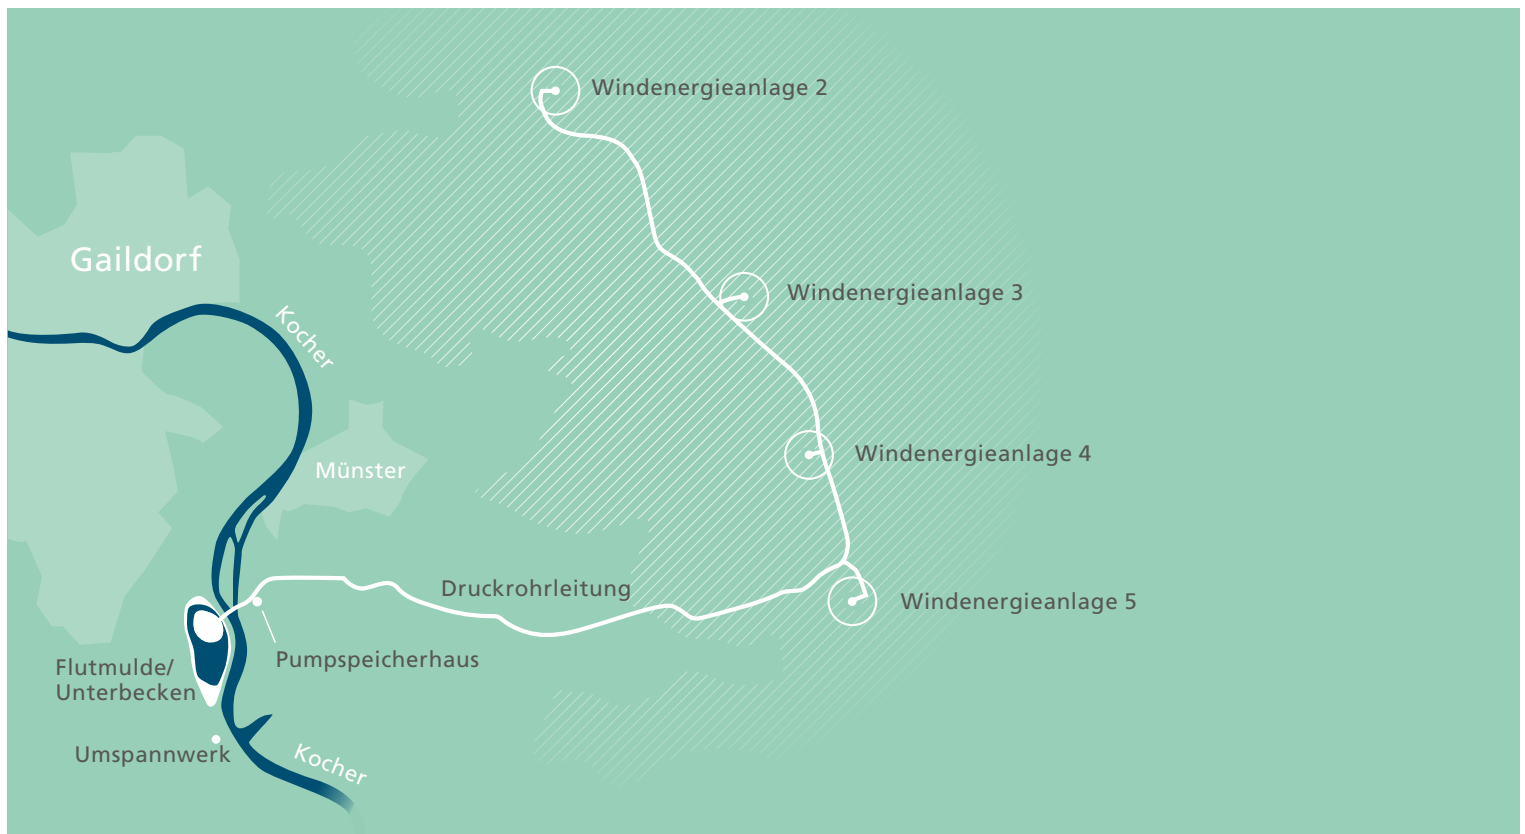 Windenergieanlage 2
Gaildorf
Windenergieanlage 3
Kocher
Windenergieanlage 4
Münster
Druckrohrleitung
Windenergieanlage 5
Pumpspeicherhaus
Flutmulde/
Unterbecken
Umspannwerk
Kocher